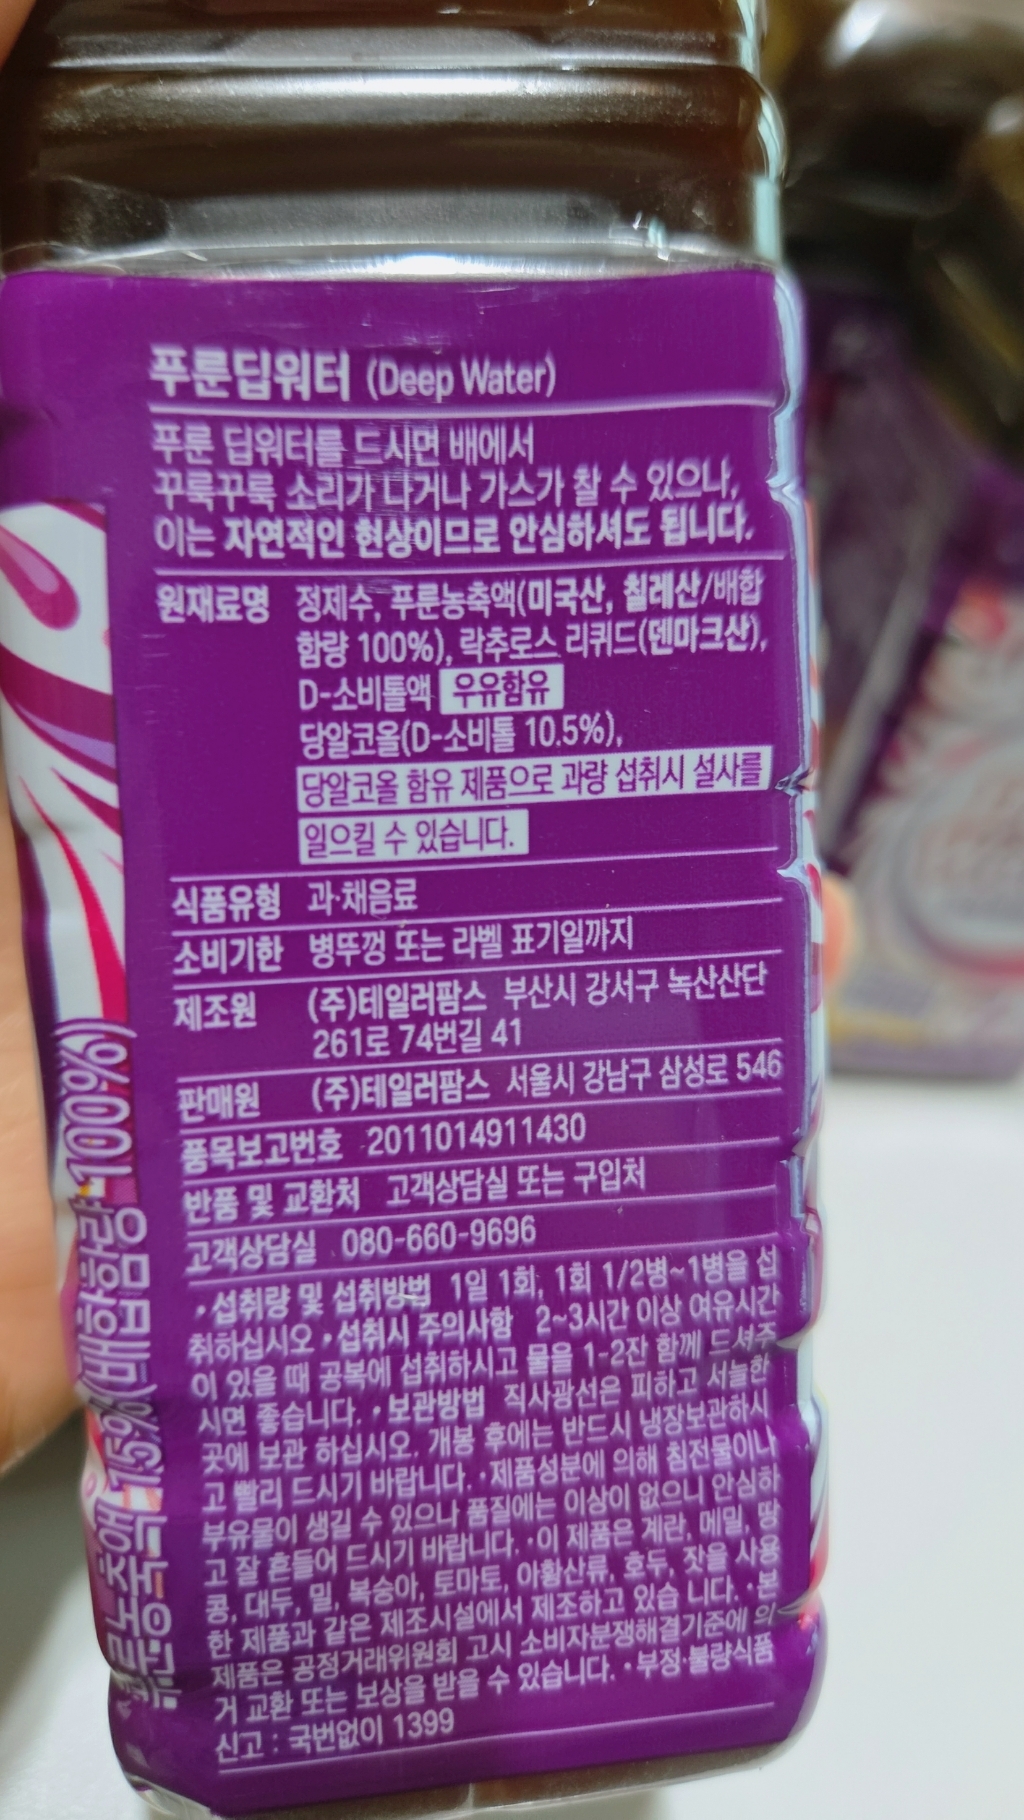 푸룬딥워터 (Deep Water)
푸룬 딥워터를 드시면 배에서
꾸룩꾸룩 소리가 나거나 가스가 찰 수 있으나,
이는 자연적인 현상이므로 안심하셔도 됩니다.
원재료명 정제수, 푸룬농축액(미국산, 칠레산/배합
함량 100%), 락추로스 리퀴드(덴마크산),
D-소비톨액 우유함유
당알코올(D-소비톨 10.5%),
당알코올 함유 제품으로 과량 섭취시 설사를
일으킬 수 있습니다.
식품유형 과·채음료
소비기한 병뚜껑 또는 라벨 표기일까지
제조원 (주)테일러팜스 부산시 강서구 녹산산단
261로 74번길 41
판매원 (주)테일러팜스 서울시 강남구 삼성로 546
품목보고번호 2011014911430
반품 및 교환처 고객상담실 또는 구입처
고객상담실 080-660-9696
•섭취량 및 섭취방법 1일 1회, 1회 1/2병~1병을 섭
취하십시오 •섭취시 주의사항 2~3시간 이상 여유시간
이 있을 때 공복에 섭취하시고 물을 1-2잔 함께 드셔주
시면 좋습니다. •보관방법 직사광선은 피하고 서늘한
곳에 보관 하십시오. 개봉 후에는 반드시 냉장보관하시
고 빨리 드시기 바랍니다. •제품성분에 의해 침전물이나
부유물이 생길 수 있으나 품질에는 이상이 없으니 안심하
고 잘 흔들어 드시기 바랍니다. •이 제품은 계란, 메밀, 땅
콩, 대두, 밀, 복숭아, 토마토, 아황산류, 호두, 잣을 사용
한 제품과 같은 제조시설에서 제조하고 있습 니다. •본
제품은 공정거래위원회 고시 소비자분쟁해결기준에 의
거 교환 또는 보상을 받을 수 있습니다. •부정·불량식품
신고 : 국번없이 1399
푸룬농축액 15%(배합함량 100%)